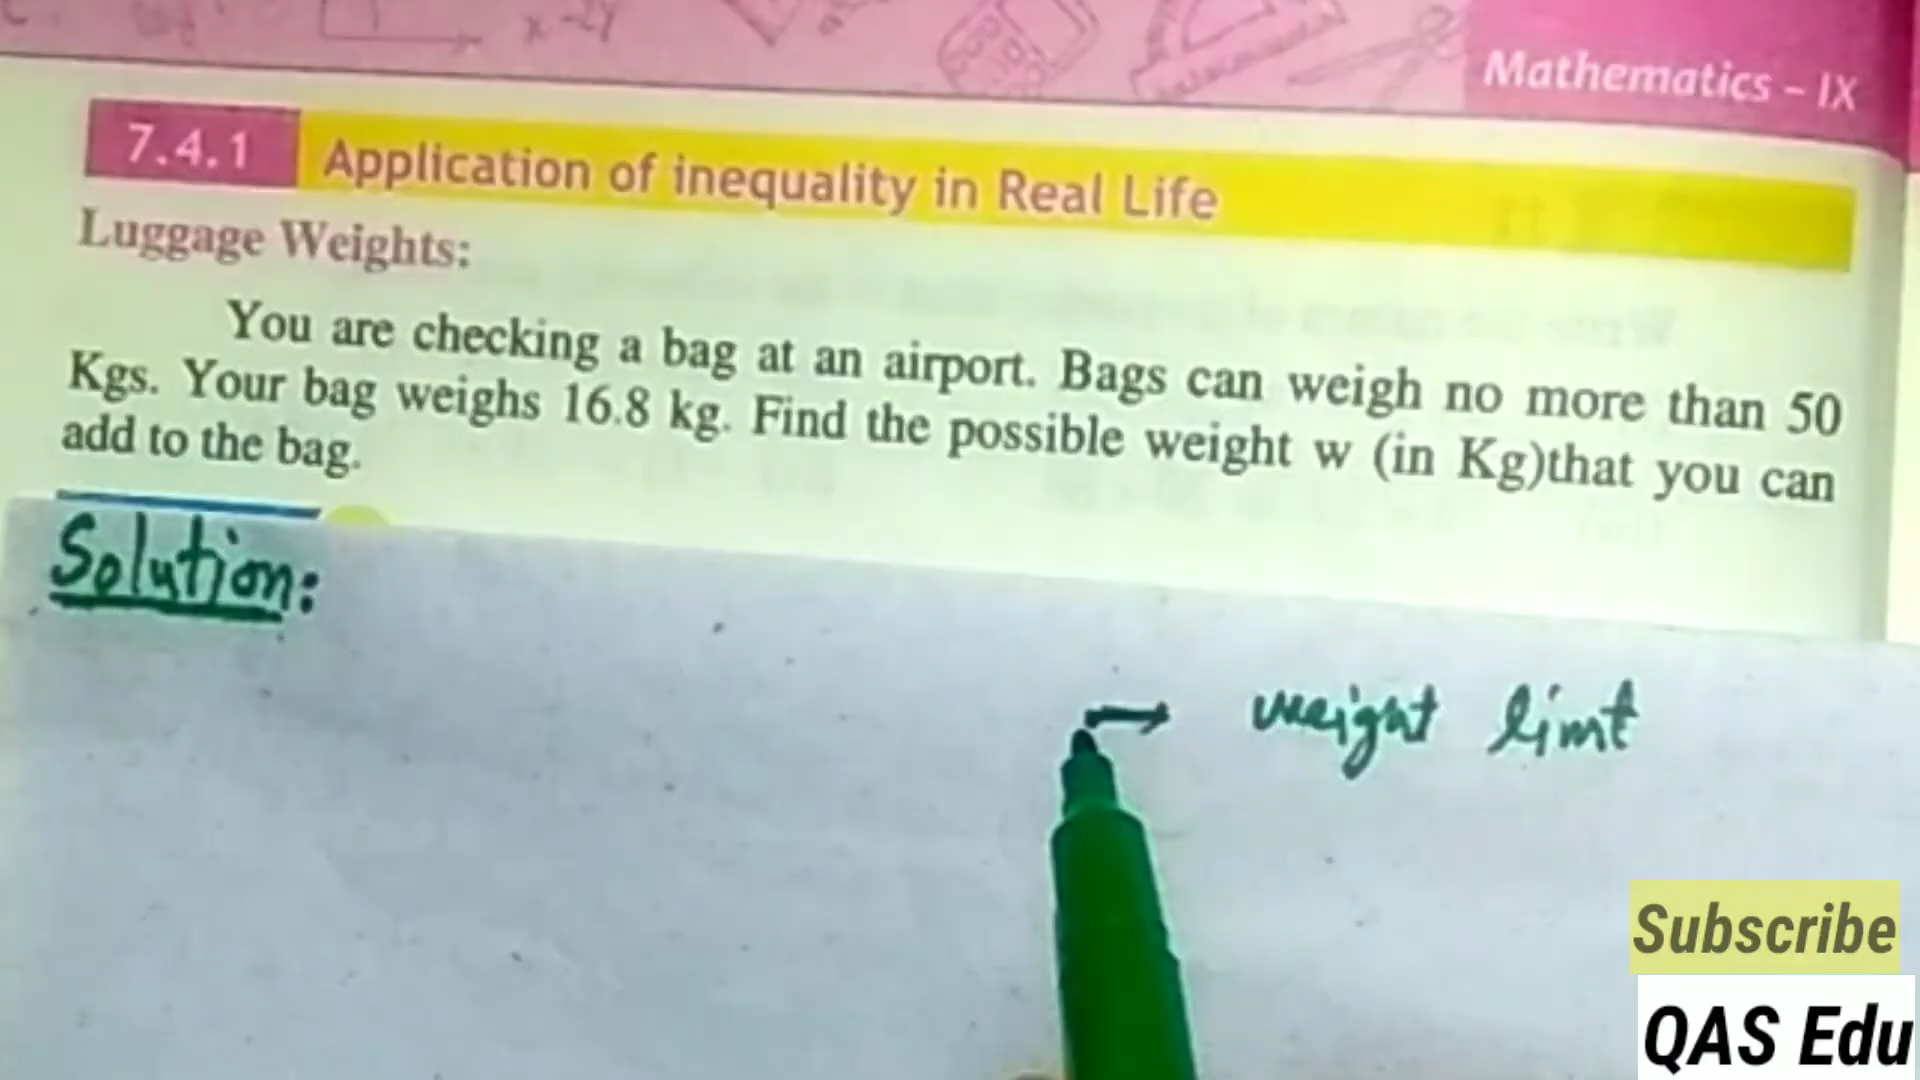 x-2y
Mathematics – IX
7.4.1 Application of inequality in Real Life
Luggage Weights:
You are checking a bag at an airport. Bags can weigh no more than 50
Kgs. Your bag weighs 16.8 kg. Find the possible weight w (in Kg)that you can
add to the bag.
Solution:
→ weight limt
Subscribe
QAS Edu